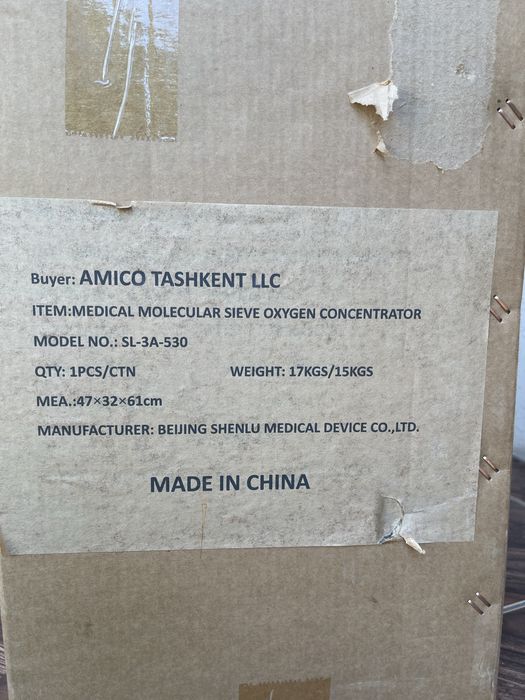 Buyer: AMICO TASHKENT LLC
ITEM:MEDICAL MOLECULAR SIEVE OXYGEN CONCENTRATOR
MODEL NO.: SL-3A-530
QTY: 1PCS/CTN WEIGHT: 17KGS/15KGS
MEA.:47×32×61cm
MANUFACTURER: BEIJING SHENLU MEDICAL DEVICE CO.,LTD.
MADE IN CHINA